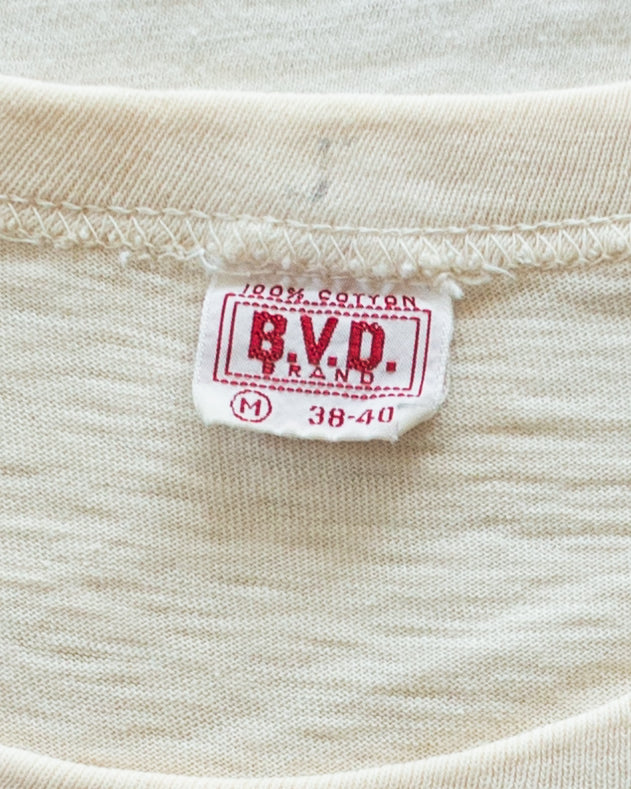 100% COTTON
B.V.D.
BRAND
M 38-40